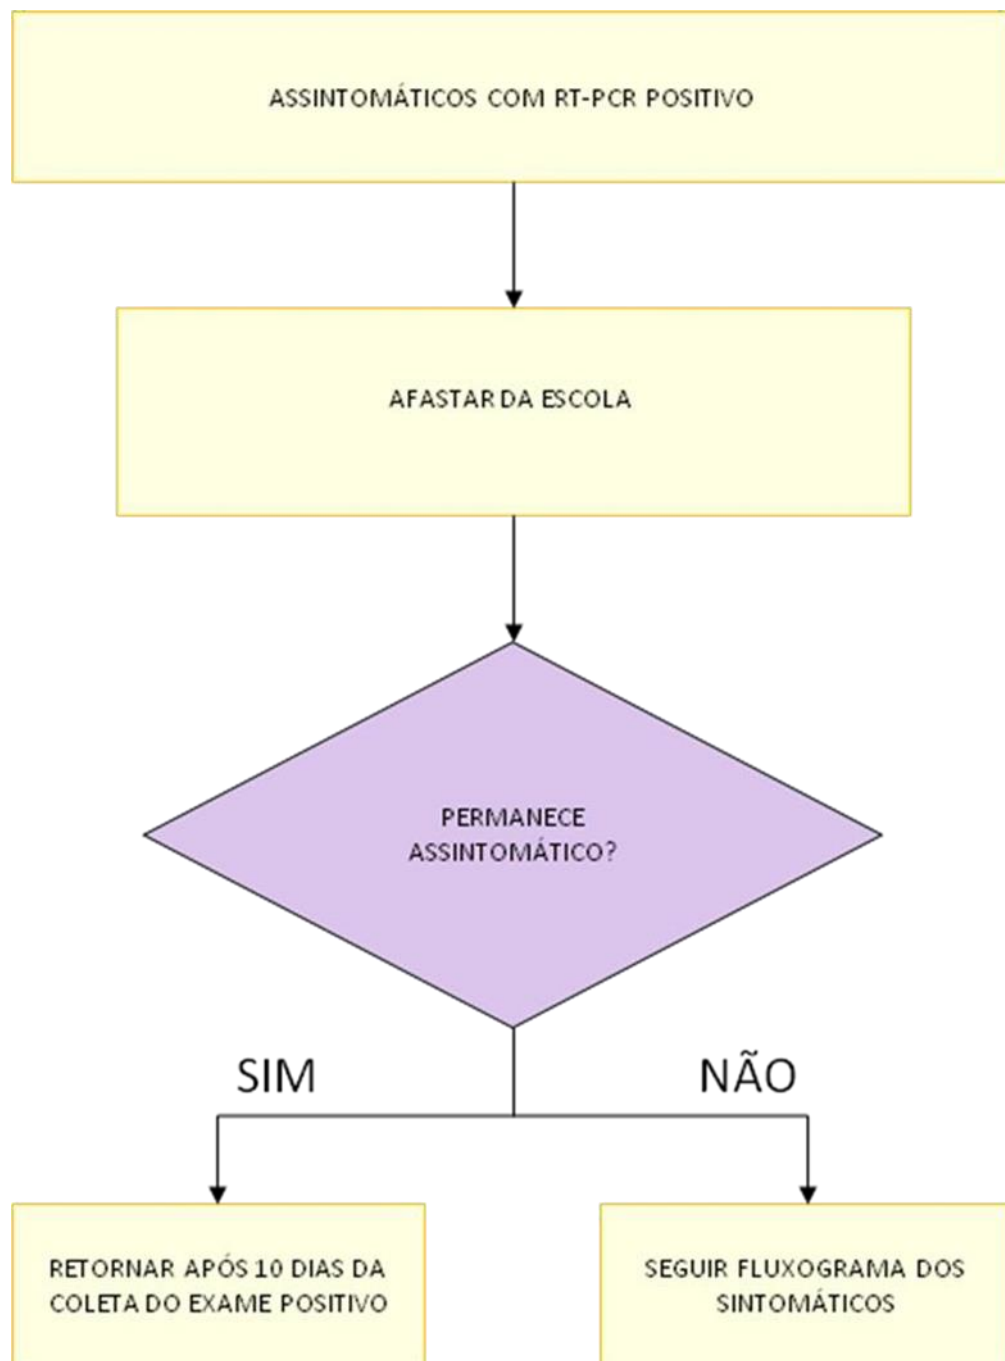 ASSINTOMÁTICOS COM RT-PCR POSITIVO
AFASTAR DA ESCOLA
PERMANECE
ASSINTOMÁTICO?
SIM
NÃO
RETORNAR APÓS 10 DIAS DA
COLETA DO EXAME POSITIVO
SEGUIR FLUXOGRAMA DOS
SINTOMÁTICOS